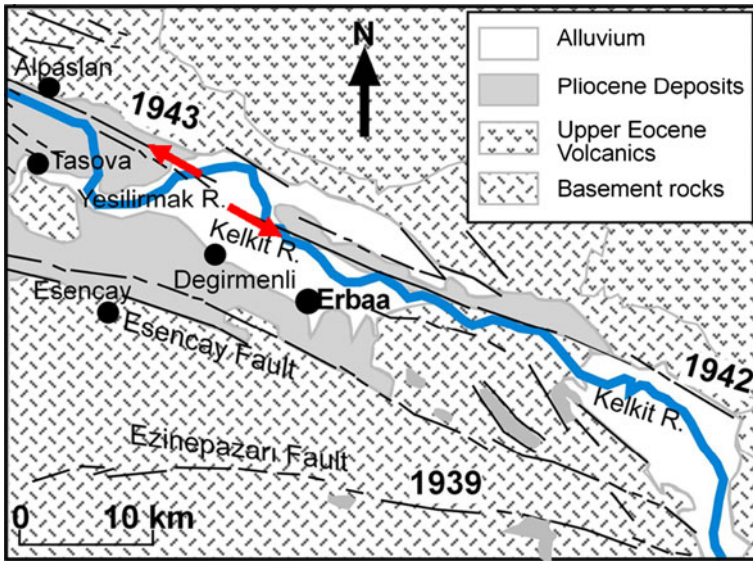 N
Alpaslan
1943
Tasova
Yesilirmak R.
Kelkit R.
Degirmenli
Erbaa
Esencay
Esencay Fault
1942
Kelkit R.
Ezinepazarı Fault
1939
0 10 km
Alluvium
Pliocene Deposits
Upper Eocene
Volcanics
Basement rocks